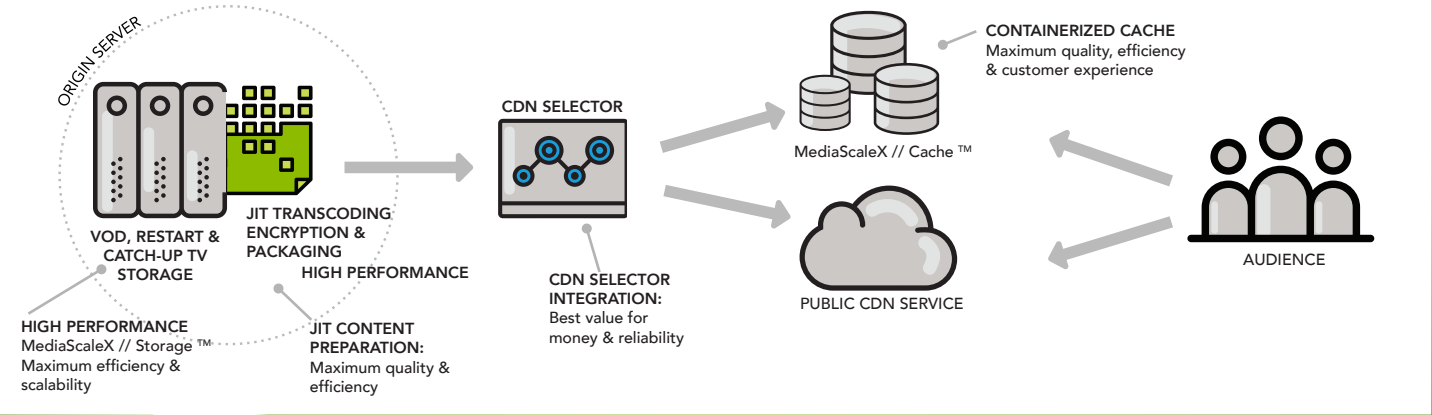 ORIGIN SERVER
VOD, RESTART &
CATCH-UP TV
STORAGE
JIT TRANSCODING
ENCRYPTION &
PACKAGING
HIGH PERFORMANCE
HIGH PERFORMANCE
MediaScaleX // Storage ™
Maximum efficiency &
scalability
JIT CONTENT
PREPARATION:
Maximum quality &
efficiency
CDN SELECTOR
CDN SELECTOR
INTEGRATION:
Best value for
money & reliability
CONTAINERIZED CACHE
Maximum quality, efficiency
& customer experience
MediaScaleX // Cache ™
PUBLIC CDN SERVICE
AUDIENCE